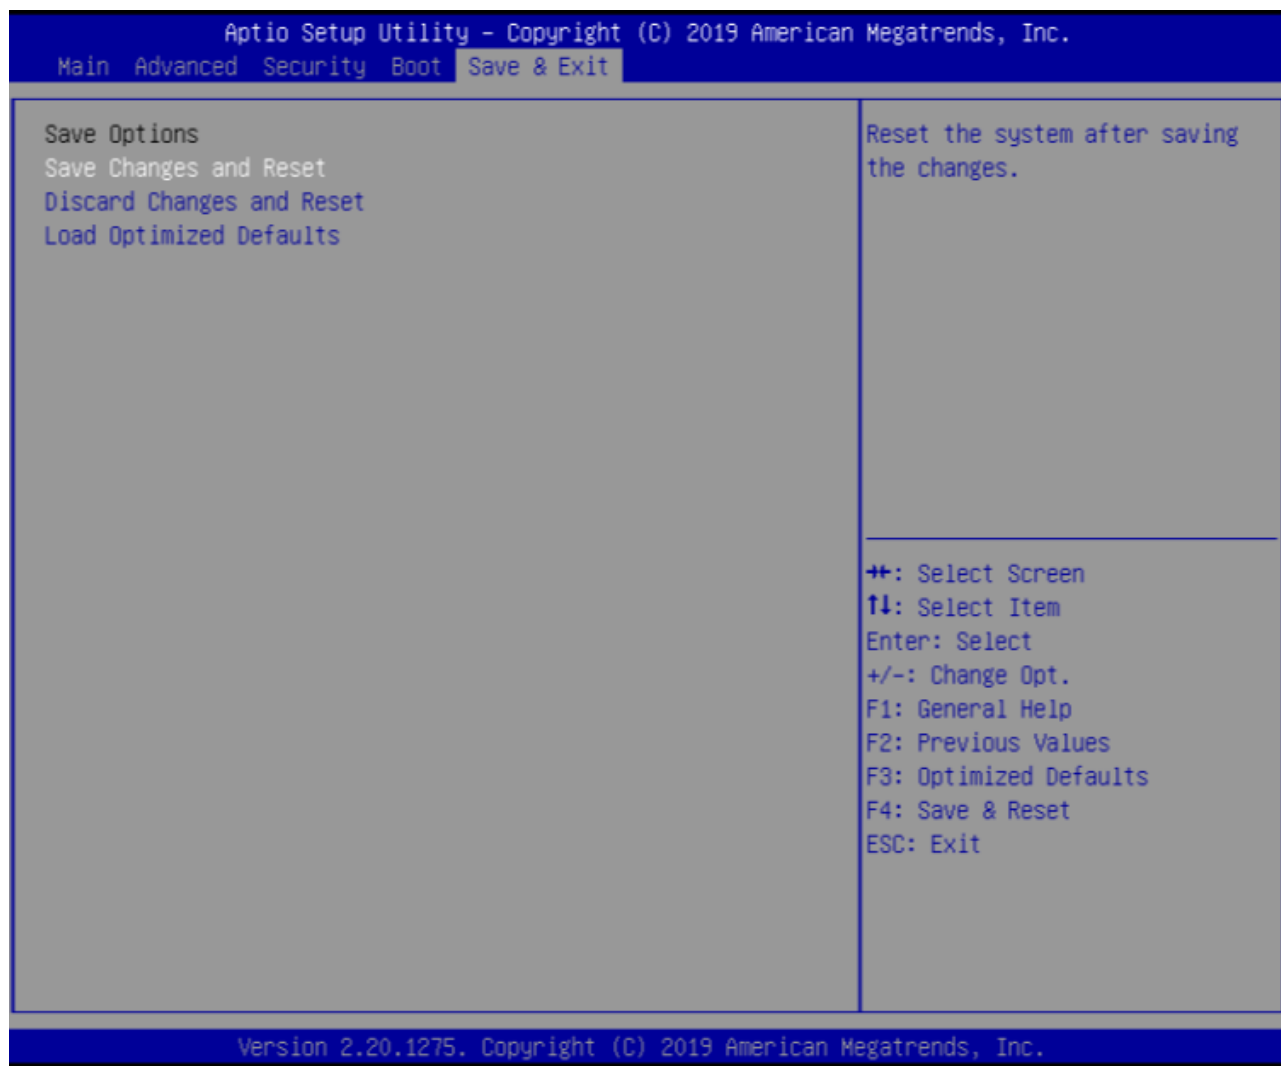 Aptio Setup Utility – Copyright (C) 2019 American Megatrends, Inc.
Main Advanced Security Boot Save & Exit
Save Options
Save Changes and Reset
Discard Changes and Reset
Load Optimized Defaults
Reset the system after saving
the changes.
→←: Select Screen
↑↓: Select Item
Enter: Select
+/-: Change Opt.
F1: General Help
F2: Previous Values
F3: Optimized Defaults
F4: Save & Reset
ESC: Exit
Version 2.20.1275. Copyright (C) 2019 American Megatrends, Inc.